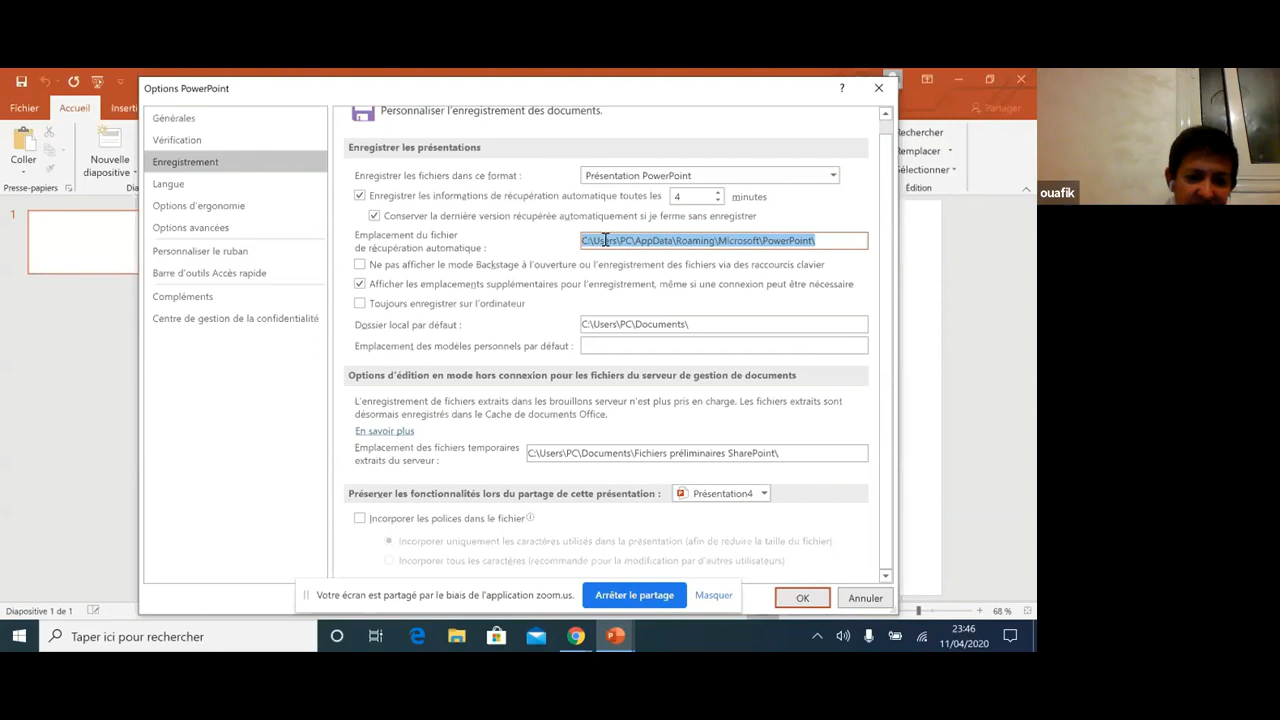 Options PowerPoint
?
Fichier
Accueil
Inserti
Partager
Coller
Nouvelle
diapositive
Presse-papiers
Rechercher
Remplacer
Sélectionner
Édition
1
Générales
Vérification
Enregistrement
Langue
Options d'ergonomie
Options avancées
Personnaliser le ruban
Barre d'outils Accès rapide
Compléments
Centre de gestion de la confidentialité
Personnaliser l'enregistrement des documents.
Enregistrer les présentations
Enregistrer les fichiers dans ce format : Présentation PowerPoint
Enregistrer les informations de récupération automatique toutes les 4 minutes
Conserver la dernière version récupérée automatiquement si je ferme sans enregistrer
Emplacement du fichier
de récupération automatique :
C:\Users\PC\AppData\Roaming\Microsoft\PowerPoint\
Ne pas afficher le mode Backstage à l'ouverture ou l'enregistrement des fichiers via des raccourcis clavier
Afficher les emplacements supplémentaires pour l'enregistrement, même si une connexion peut être nécessaire
Toujours enregistrer sur l'ordinateur
Dossier local par défaut : C:\Users\PC\Documents\
Emplacement des modèles personnels par défaut :
Options d'édition en mode hors connexion pour les fichiers du serveur de gestion de documents
L'enregistrement de fichiers extraits dans les brouillons serveur n'est plus pris en charge. Les fichiers extraits sont
désormais enregistrés dans le Cache de documents Office.
En savoir plus
Emplacement des fichiers temporaires
extraits du serveur :
C:\Users\PC\Documents\Fichiers préliminaires SharePoint\
Préserver les fonctionnalités lors du partage de cette présentation : Présentation4
Incorporer les polices dans le fichier
Incorporer uniquement les caractères utilisés dans la présentation (afin de réduire la taille du fichier)
Incorporer tous les caractères (recommandé pour la modification par d'autres utilisateurs)
Votre écran est partagé par le biais de l'application zoom.us. Arrêter le partage Masquer
OK Annuler
Diapositive 1 de 1
68 %
Taper ici pour rechercher
23:46
11/04/2020
ouafik